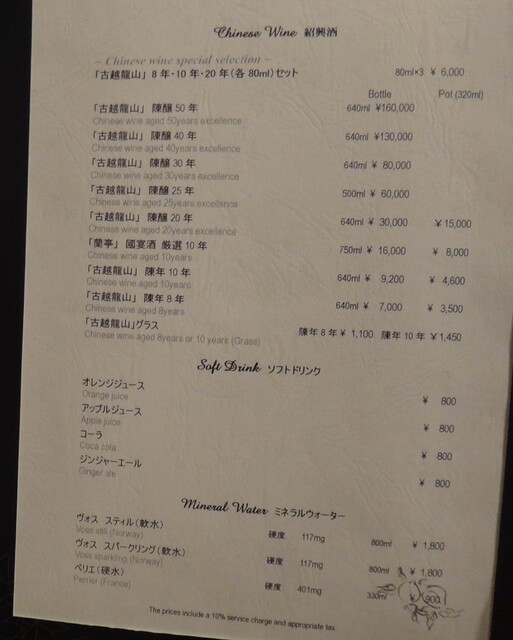 Chinese Wine 紹興酒
~ Chinese wine special selection ~
「古越龍山」 8 年・10 年・20 年 (各 80ml) セット 80ml×3 ¥ 6,000
Bottle Pot (320ml)
「古越龍山」 陳醸 50 年 640ml ¥160,000
Chinese wine aged 50years excellence
「古越龍山」 陳醸 40 年 640ml ¥130,000
Chinese wine aged 40years excellence
「古越龍山」 陳醸 30 年 640ml ¥ 80,000
Chinese wine aged 30years excellence
「古越龍山」 陳醸 25 年 500ml ¥ 60,000
Chinese wine aged 25years excellence
「古越龍山」 陳醸 20 年 640ml ¥ 30,000 ¥15,000
Chinese wine aged 20years excellence
「蘭亭」 國宴酒 厳選 10 年 750ml ¥ 16,000 ¥ 8,000
Chinese wine aged 10years
「古越龍山」 陳年 10 年 640ml ¥ 9,200 ¥ 4,600
Chinese wine aged 10years
「古越龍山」 陳年 8 年 640ml ¥ 7,000 ¥ 3,500
Chinese wine aged 8years
「古越龍山」グラス 陳年 8 年 ¥ 1,100 陳年 10 年 ¥1,450
Chinese wine aged 8years or 10 years (Grass)
Soft Drink ソフトドリンク
オレンジジュース ¥ 800
Orange juice
アップルジュース ¥ 800
Apple juice
コーラ ¥ 800
Coca cola
ジンジャーエール ¥ 800
Ginger ale
Mineral Water ミネラルウォーター
ヴォス スティル (軟水) 硬度 117mg 800ml ¥ 1,800
Voss still (Norway)
ヴォス スパークリング (軟水) 硬度 117mg 800ml ¥ 1,800
Voss sparkling (Norway)
ペリエ (硬水) 硬度 401mg 330ml ¥ 900
Perrier (France)
The prices include a 10% service charge and appropriate tax.